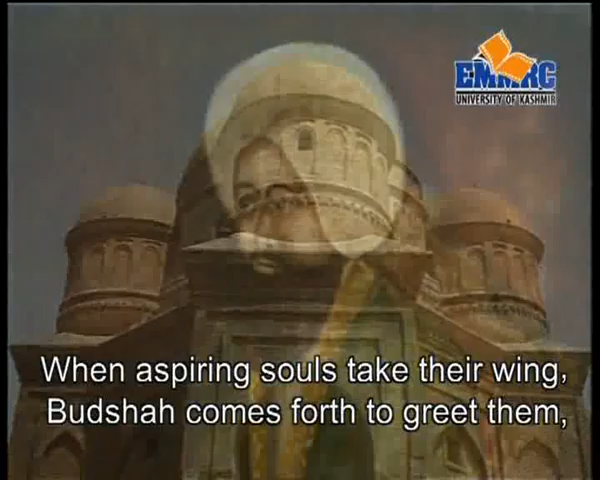 EMMRC
UNIVERSITY OF KASHMIR
When aspiring souls take their wing,
Budshah comes forth to greet them,